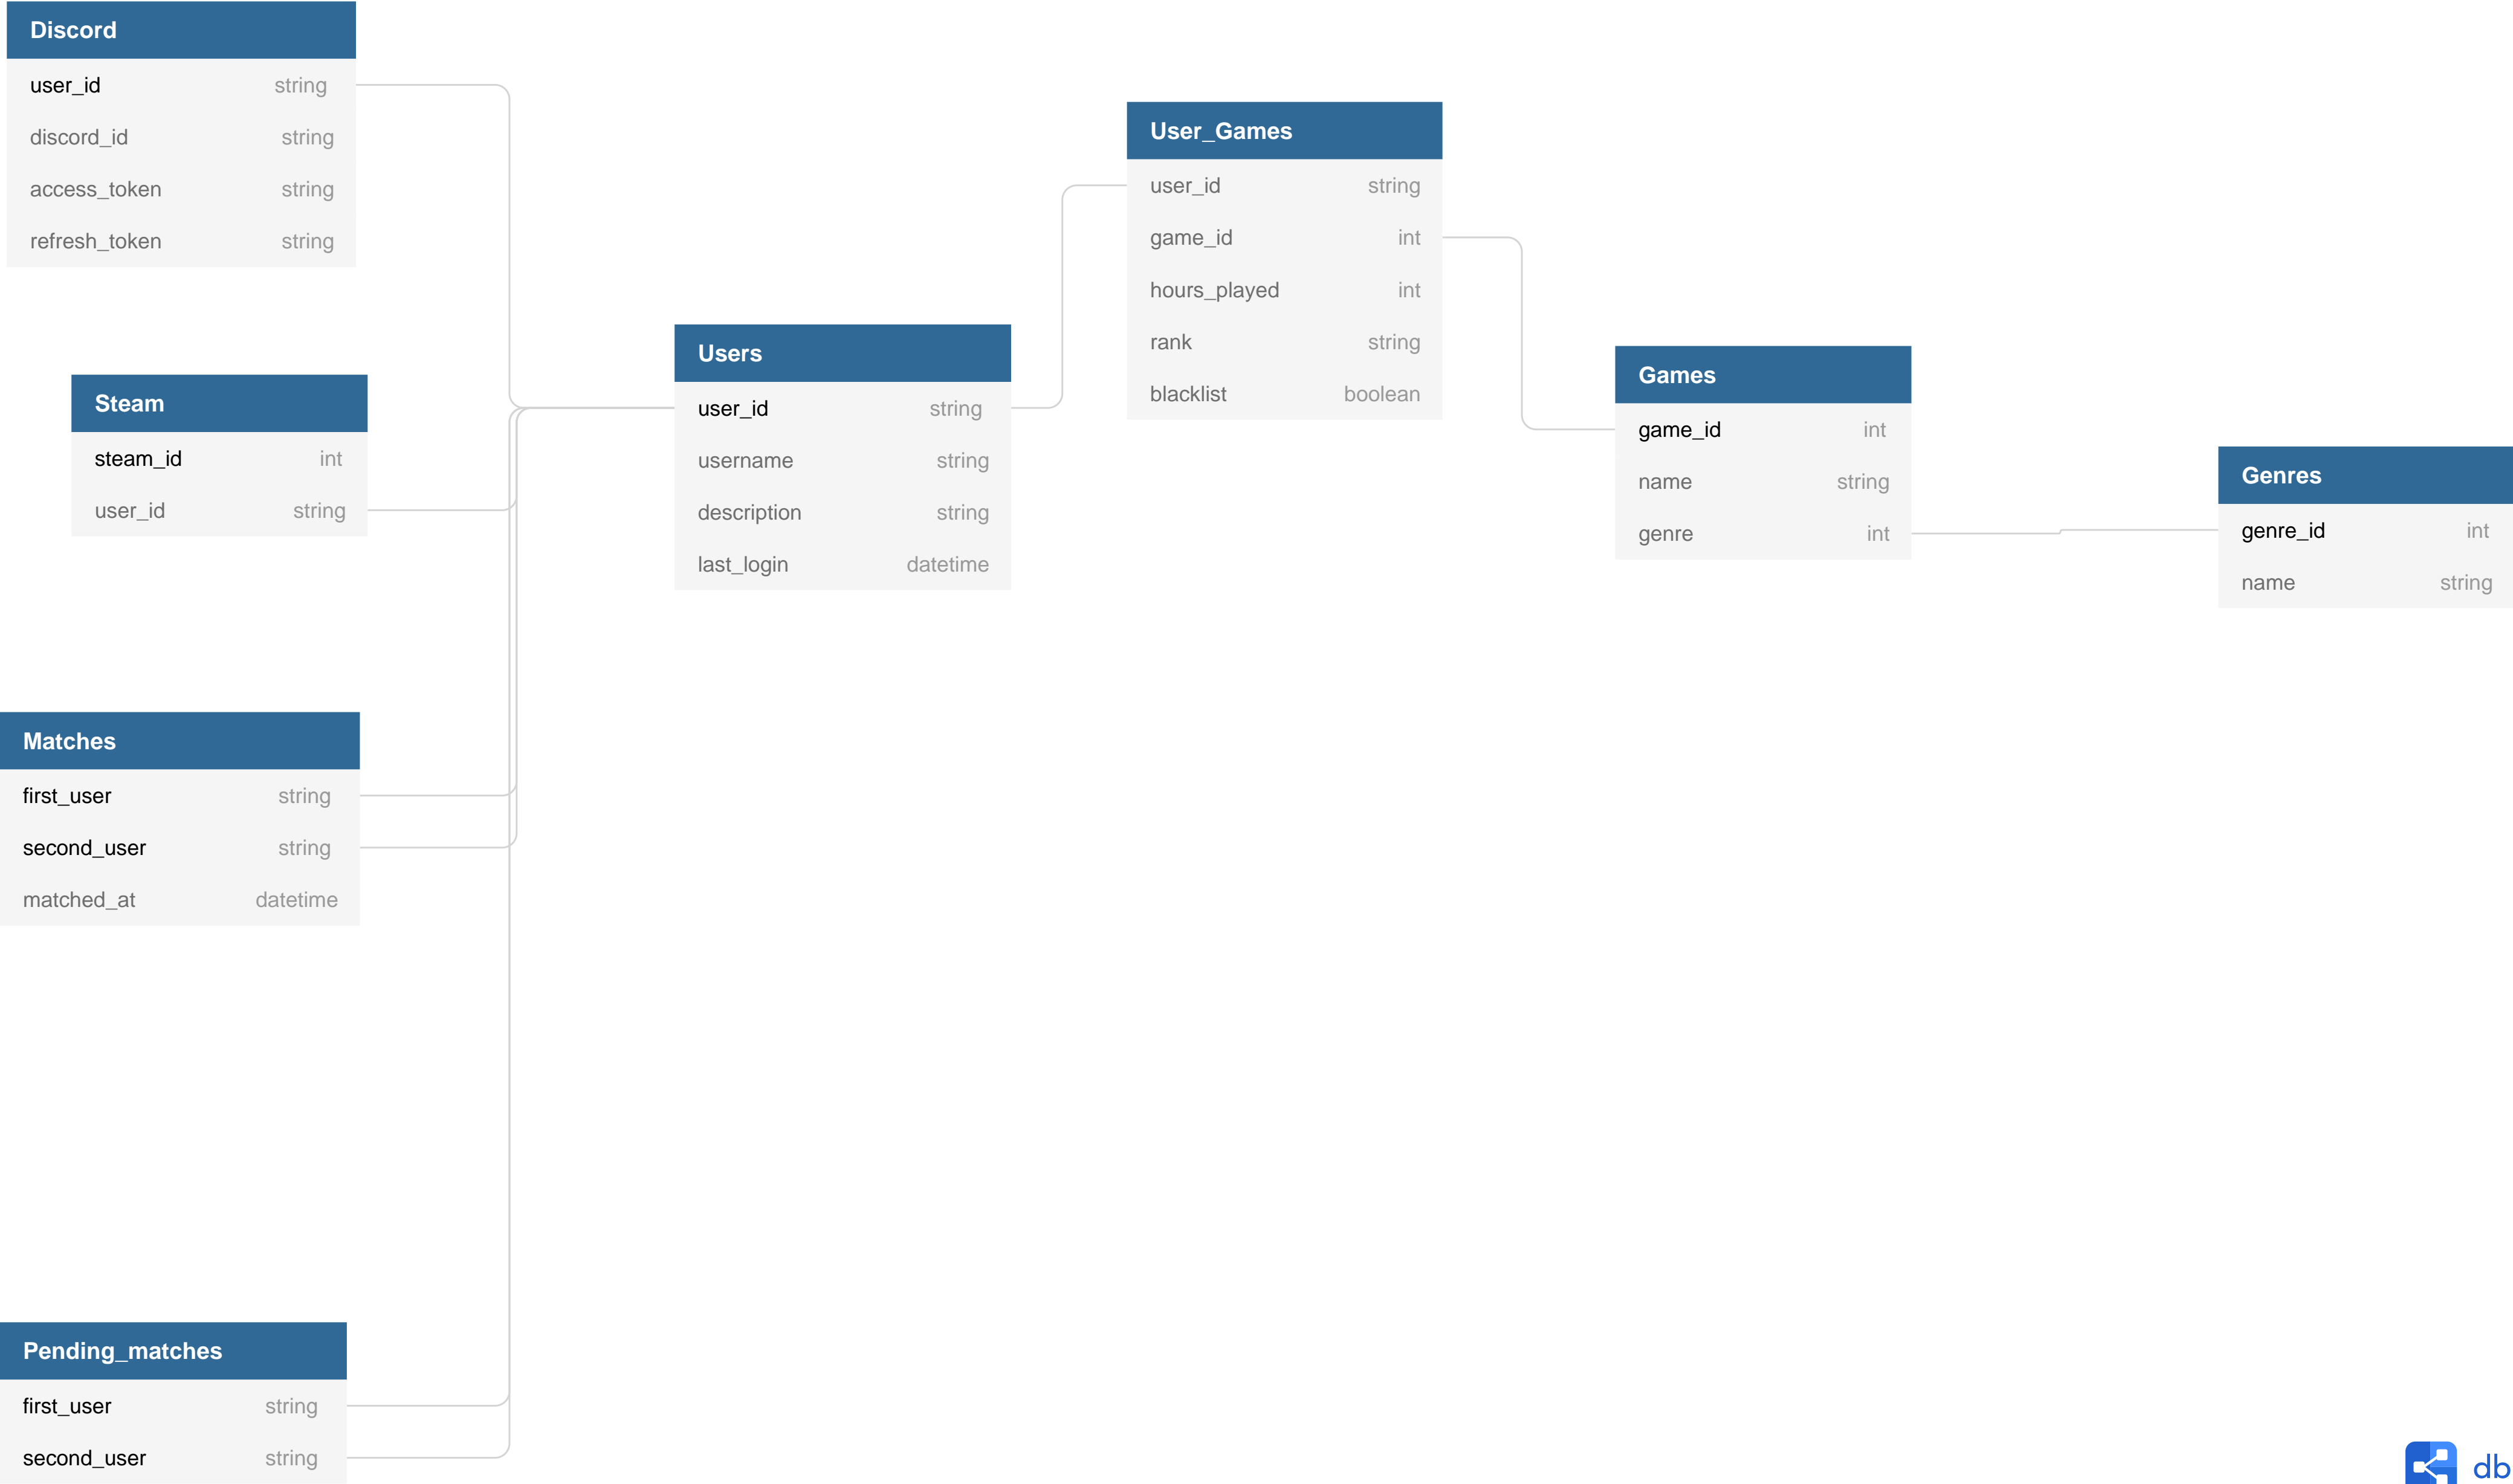 Discord
user_id string
discord_id string
access_token string
refresh_token string
Steam
steam_id int
user_id string
Matches
first_user string
second_user string
matched_at datetime
Pending_matches
first_user string
second_user string
Users
user_id string
username string
description string
last_login datetime
User_Games
user_id string
game_id int
hours_played int
rank string
blacklist boolean
Games
game_id int
name string
genre int
Genres
genre_id int
name string
db